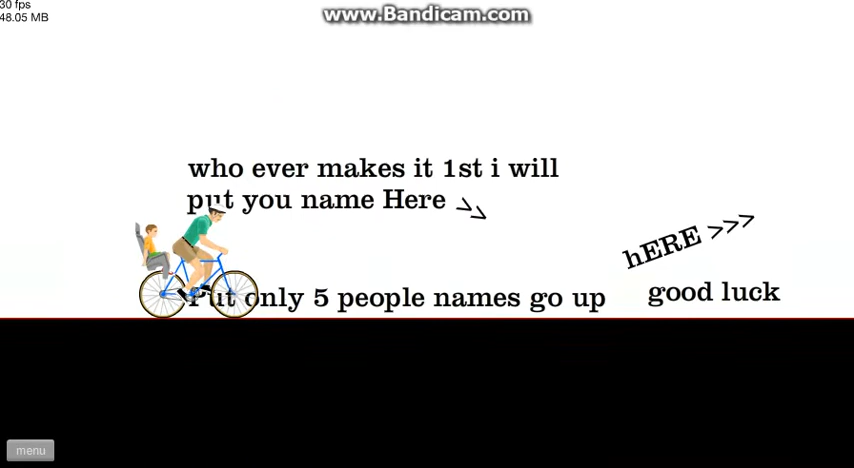 30 fps
48.05 MB
www.Bandicam.com
who ever makes it 1st i will
put you name Here >>
hERE >>>
Put only 5 people names go up
good luck
menu